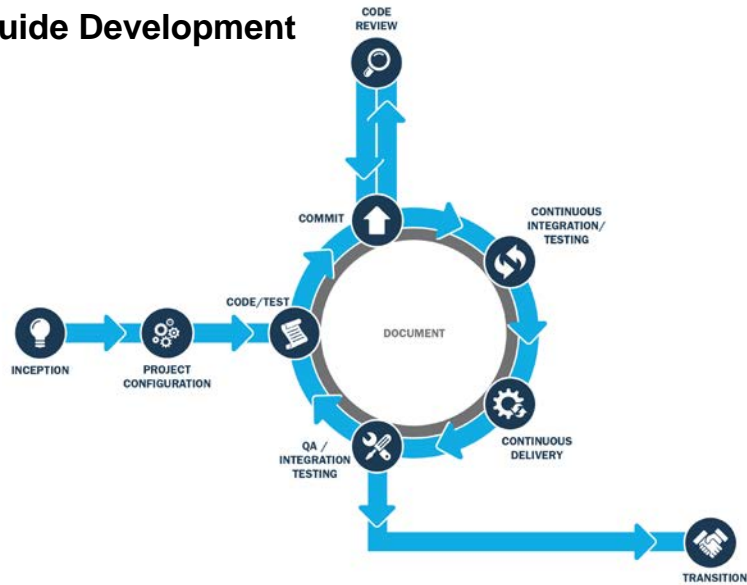 uide Development
CODE
REVIEW
COMMIT
CONTINUOUS
INTEGRATION/
TESTING
CODE/TEST
DOCUMENT
INCEPTION
PROJECT
CONFIGURATION
QA /
INTEGRATION
TESTING
CONTINUOUS
DELIVERY
TRANSITION